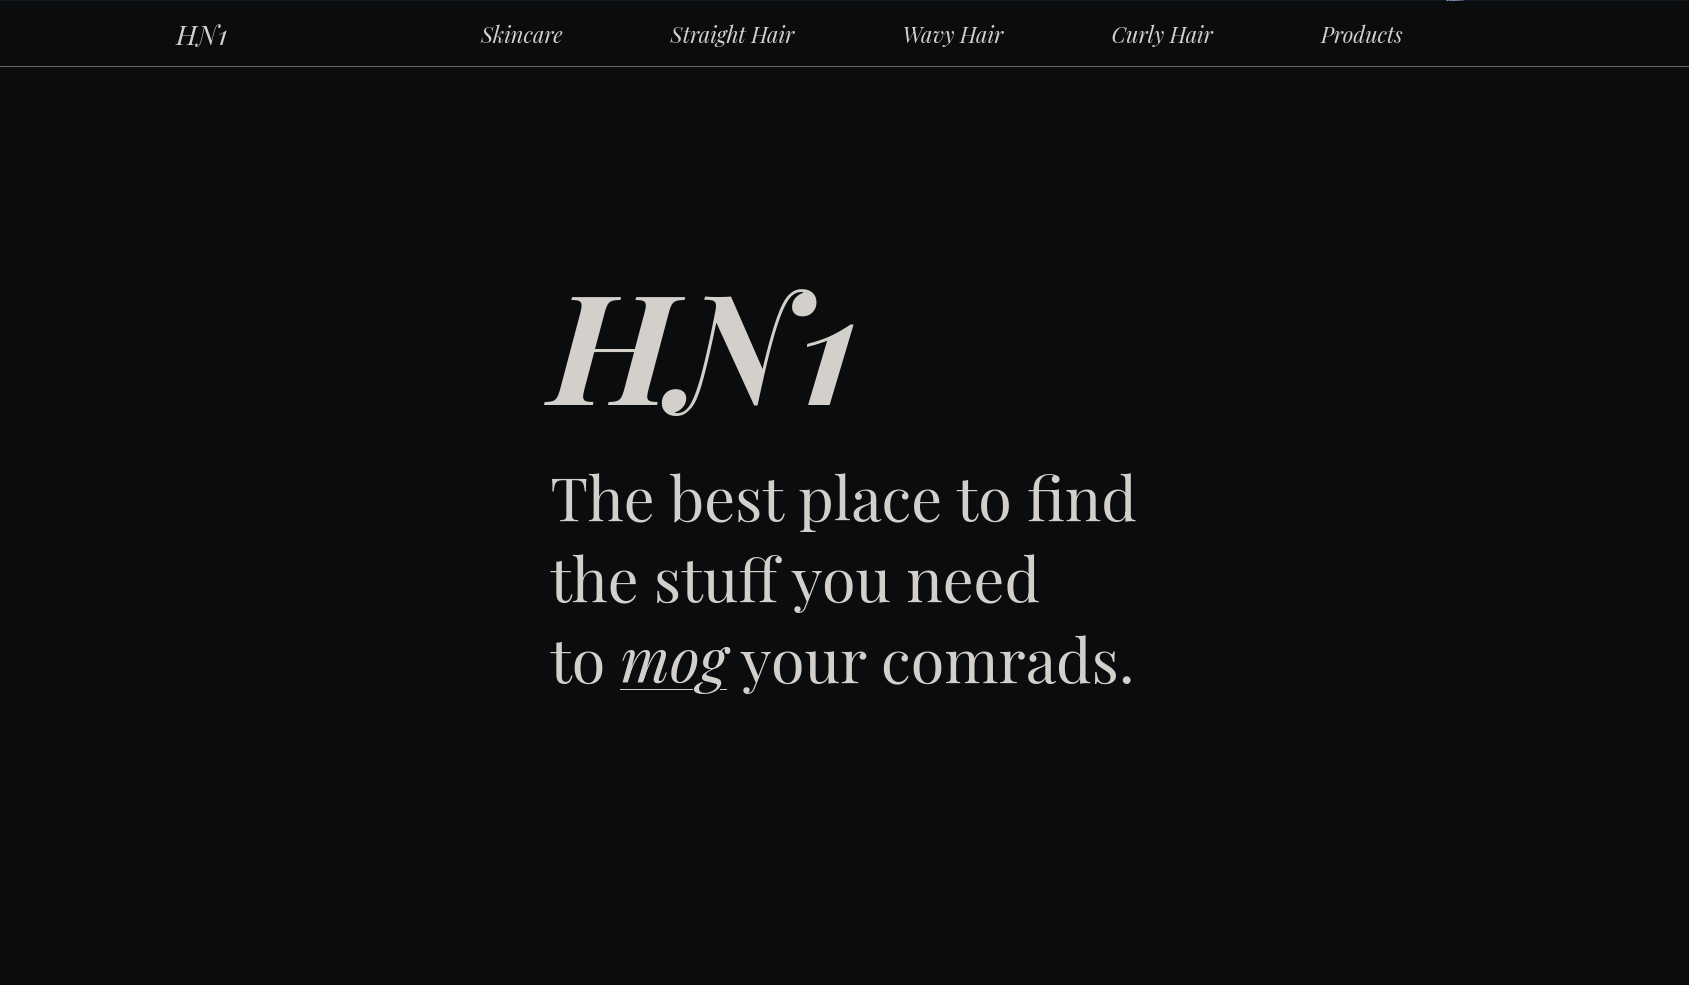 HN1
Skincare
Straight Hair
Wavy Hair
Curly Hair
Products
HN1
The best place to find
the stuff you need
to mog your comrads.